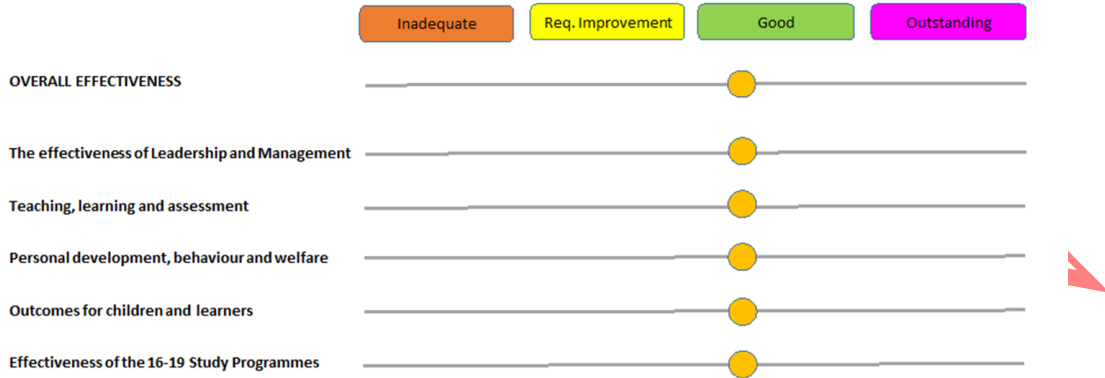 Inadequate Req. Improvement Good Outstanding
OVERALL EFFECTIVENESS
The effectiveness of Leadership and Management
Teaching, learning and assessment
Personal development, behaviour and welfare
Outcomes for children and learners
Effectiveness of the 16-19 Study Programmes